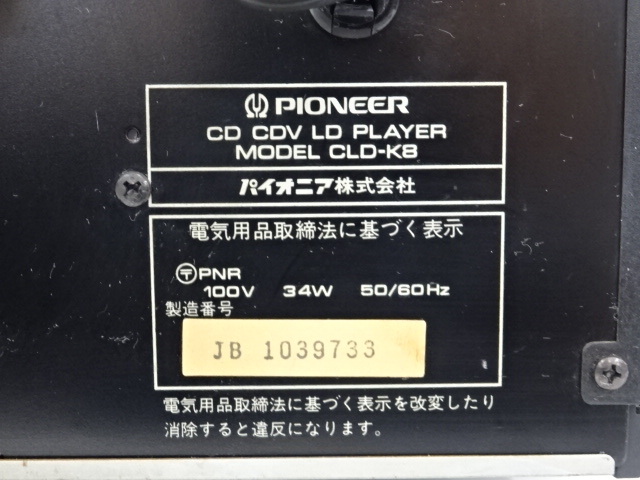 PIONEER
CD CDV LD PLAYER
MODEL CLD-K8
パイオニア株式会社
電気用品取締法に基づく表示
〶PNR
100V 34W 50/60Hz
製造番号
JB 1039733
電気用品取締法に基づく表示を改変したり
消除すると違反になります。